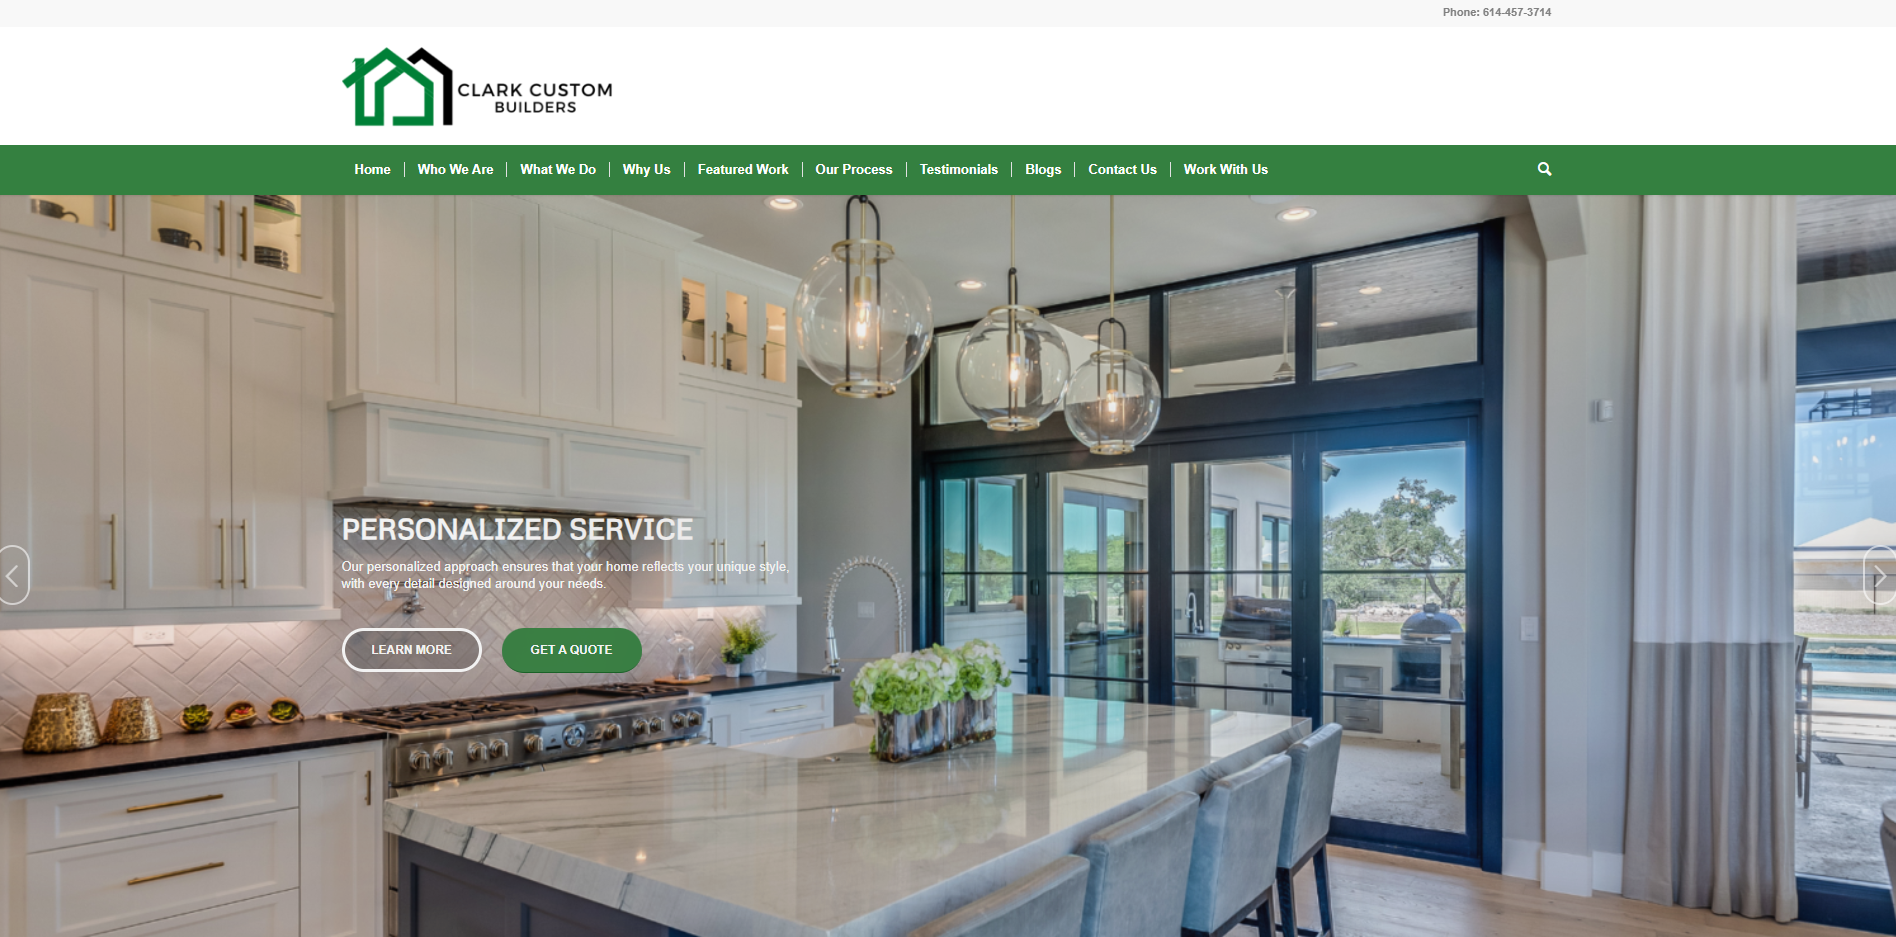 Phone: 614-457-3714
CLARK CUSTOM
BUILDERS
Home
Who We Are
What We Do
Why Us
Featured Work
Our Process
Testimonials
Blogs
Contact Us
Work With Us
PERSONALIZED SERVICE
Our personalized approach ensures that your home reflects your unique style,
with every detail designed around your needs.
LEARN MORE
GET A QUOTE